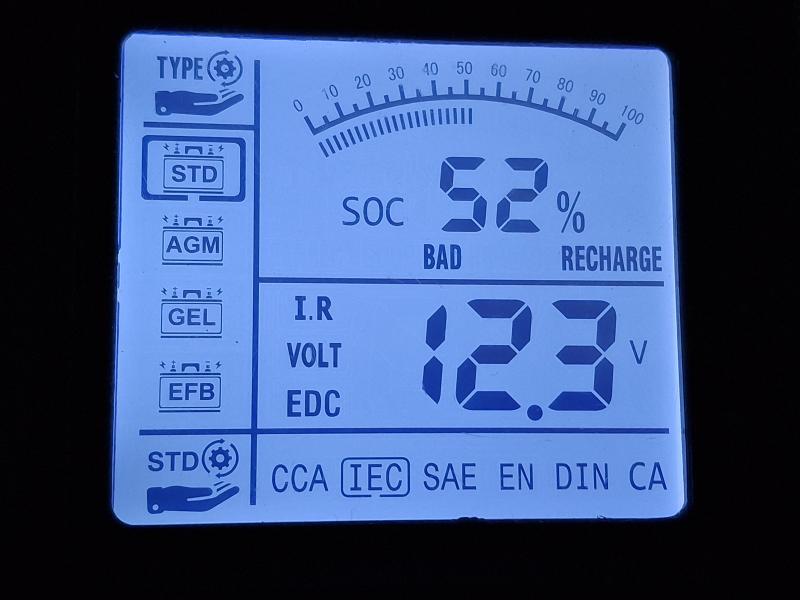 TYPE
STD
AGM
GEL
EFB
STD
0 10 20 30 40 50 60 70 80 90 100
SOC 52 %
BAD RECHARGE
I.R
VOLT
EDC
12.3 V
CCA IEC SAE EN DIN CA